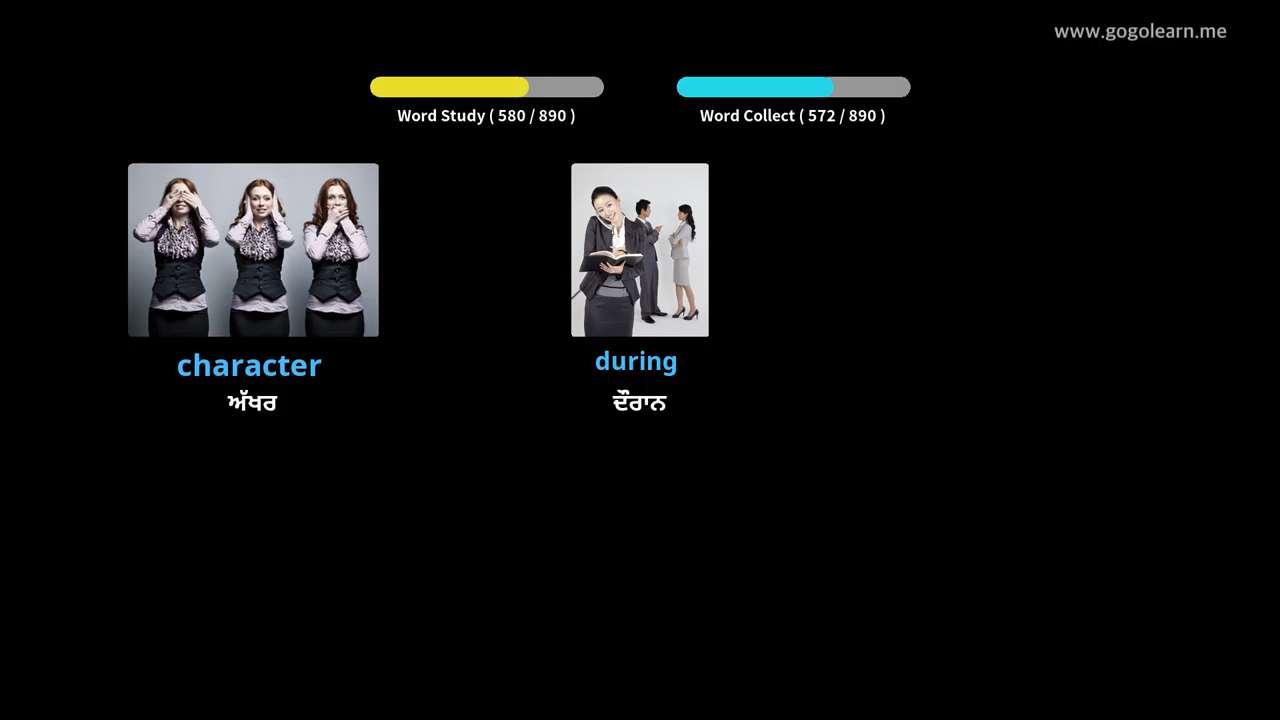 www.gogolearn.me
Word Study ( 580 / 890 )
Word Collect ( 572 / 890 )
character
ਅੱਖਰ
during
ਦੌਰਾਨ